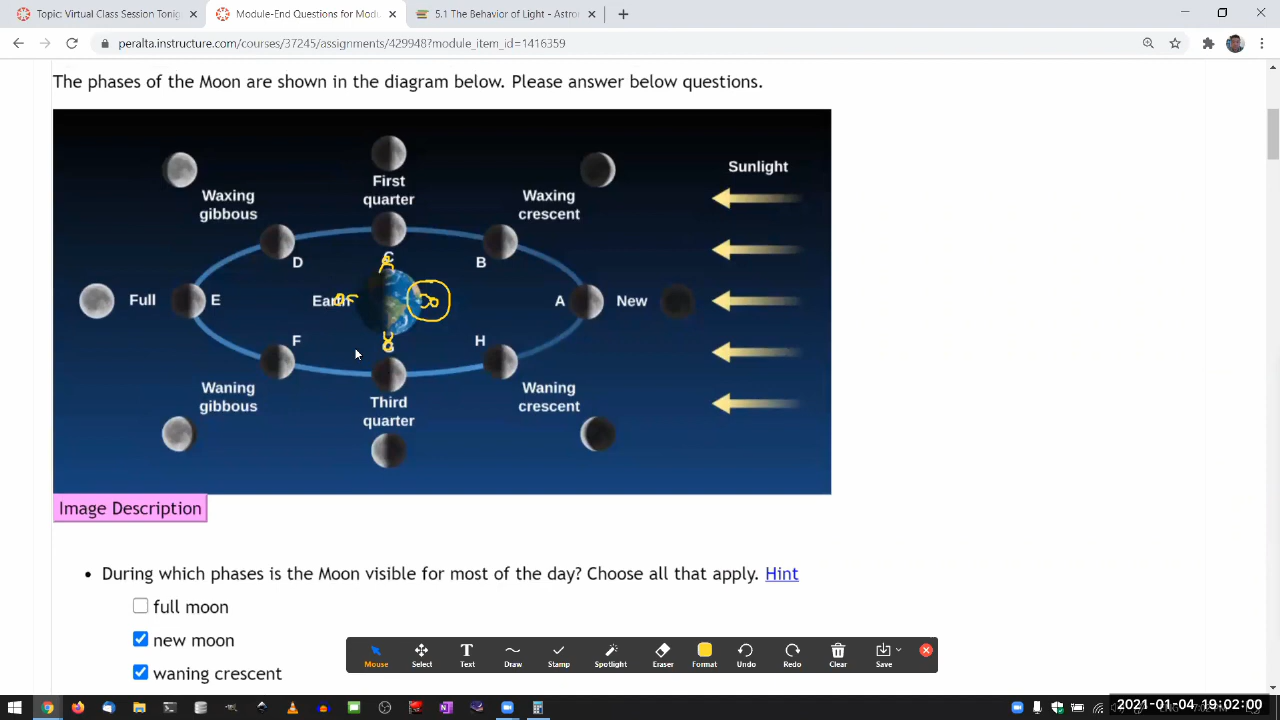 Topic: Virtual Class Session Tonig
Module-End Questions for Modu
5.1 The Behavior of Light - Astro
peralta.instructure.com/courses/37245/assignments/429948?module_item_id=1416359
The phases of the Moon are shown in the diagram below. Please answer below questions.
Sunlight
First
quarter
Waxing
gibbous
Waxing
crescent
C
D
B
Full
E
Earth
A
New
F
H
G
Waning
gibbous
Third
quarter
Waning
crescent
Image Description
• During which phases is the Moon visible for most of the day? Choose all that apply. Hint
full moon
new moon
waning crescent
Mouse
Select
Text
Draw
Stamp
Spotlight
Eraser
Format
Undo
Redo
Clear
Save
2021-01-04 19:02:00